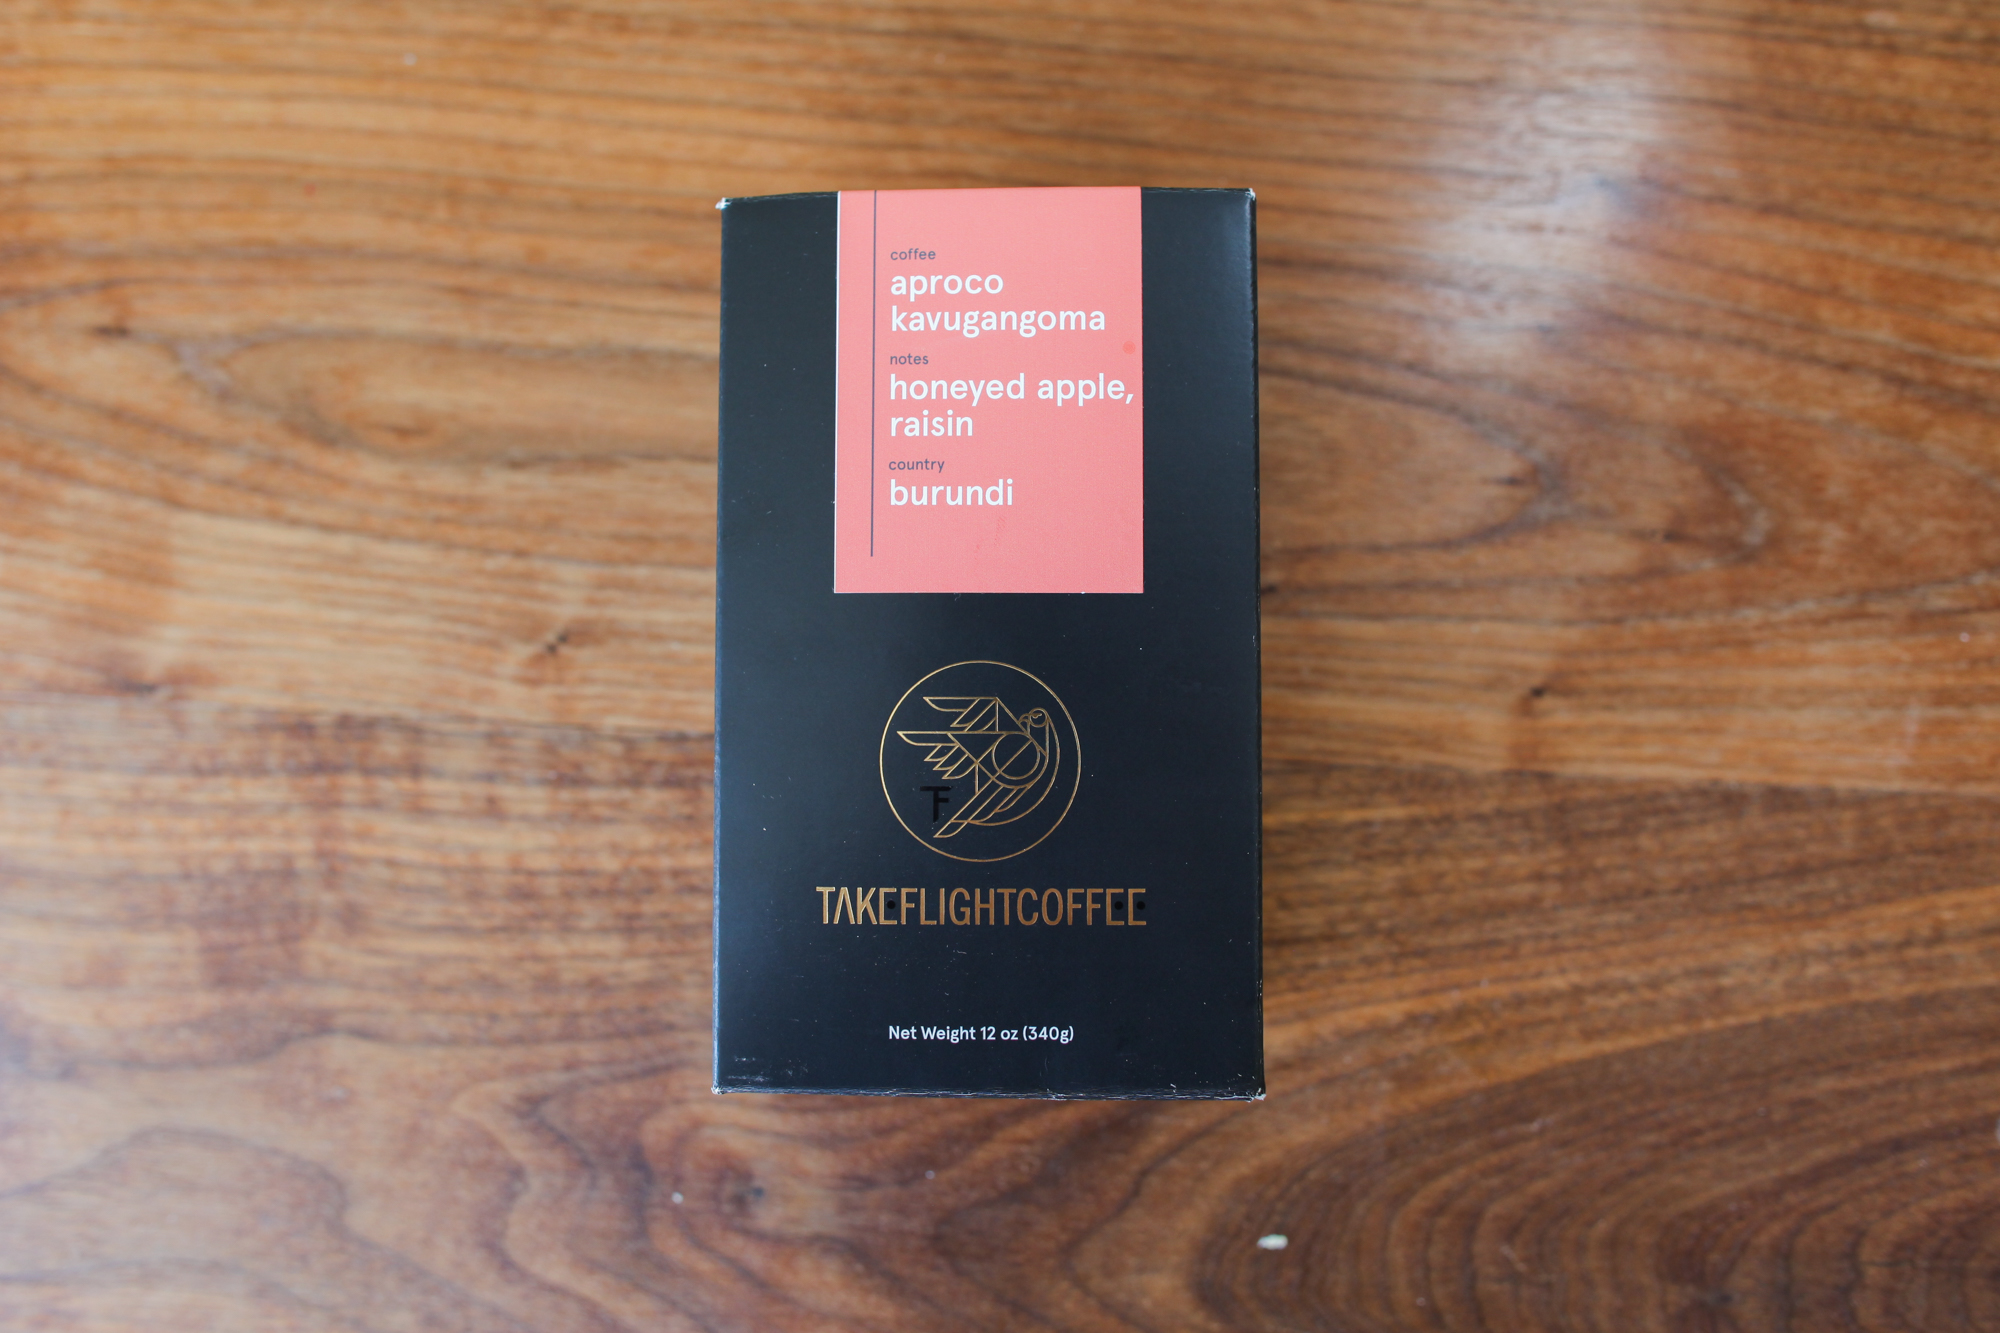 coffee
aproco
kavugangoma
notes
honeyed apple,
raisin
country
burundi
TF
TAKEFLIGHTCOFFEE
Net Weight 12 oz (340g)